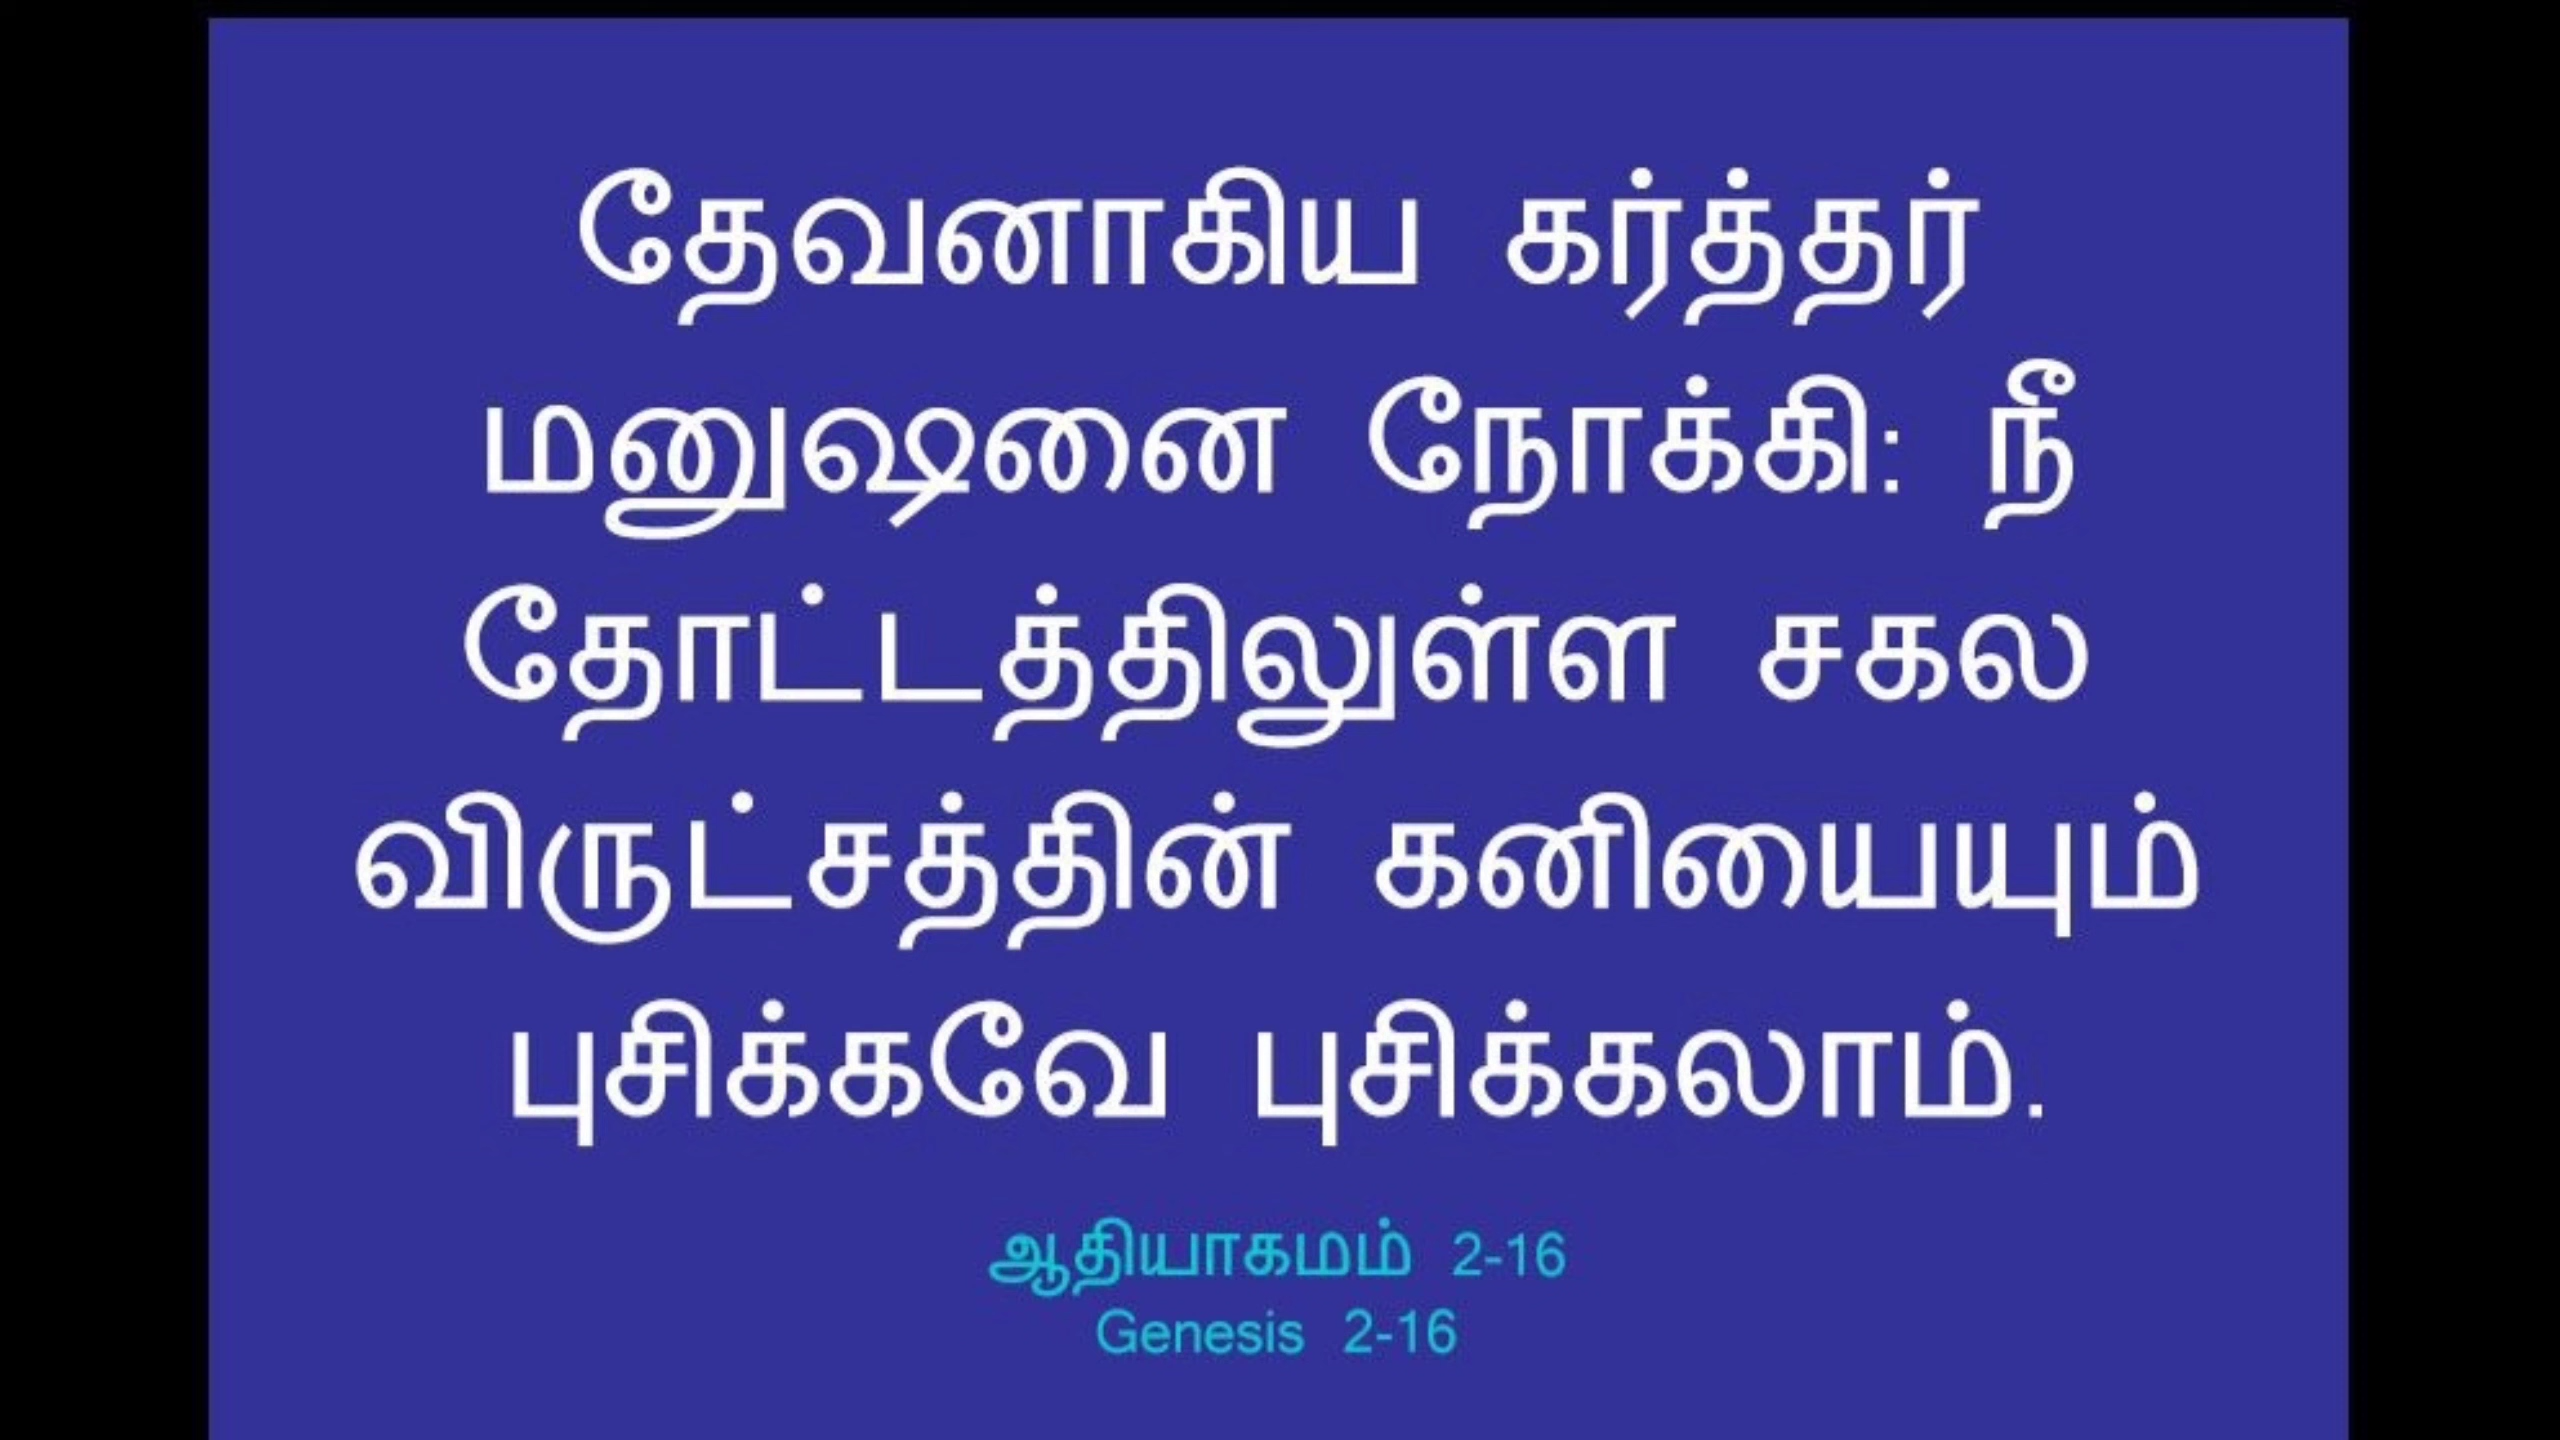 தேவனாகிய கர்த்தர்
மனுஷனை நோக்கி: நீ
தோட்டத்திலுள்ள சகல
விருட்சத்தின் கனியையும்
புசிக்கவே புசிக்கலாம்.
ஆதியாகமம் 2-16
Genesis 2-16